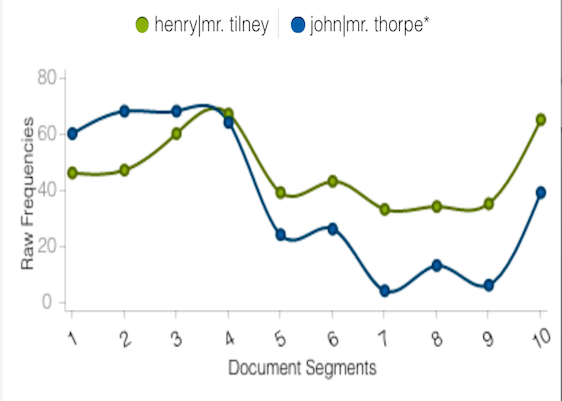 henry|mr. tilney john|mr. thorpe*
80
60
40
20
0
Raw Frequencies
1 2 3 4 5 6 7 8 9 10
Document Segments